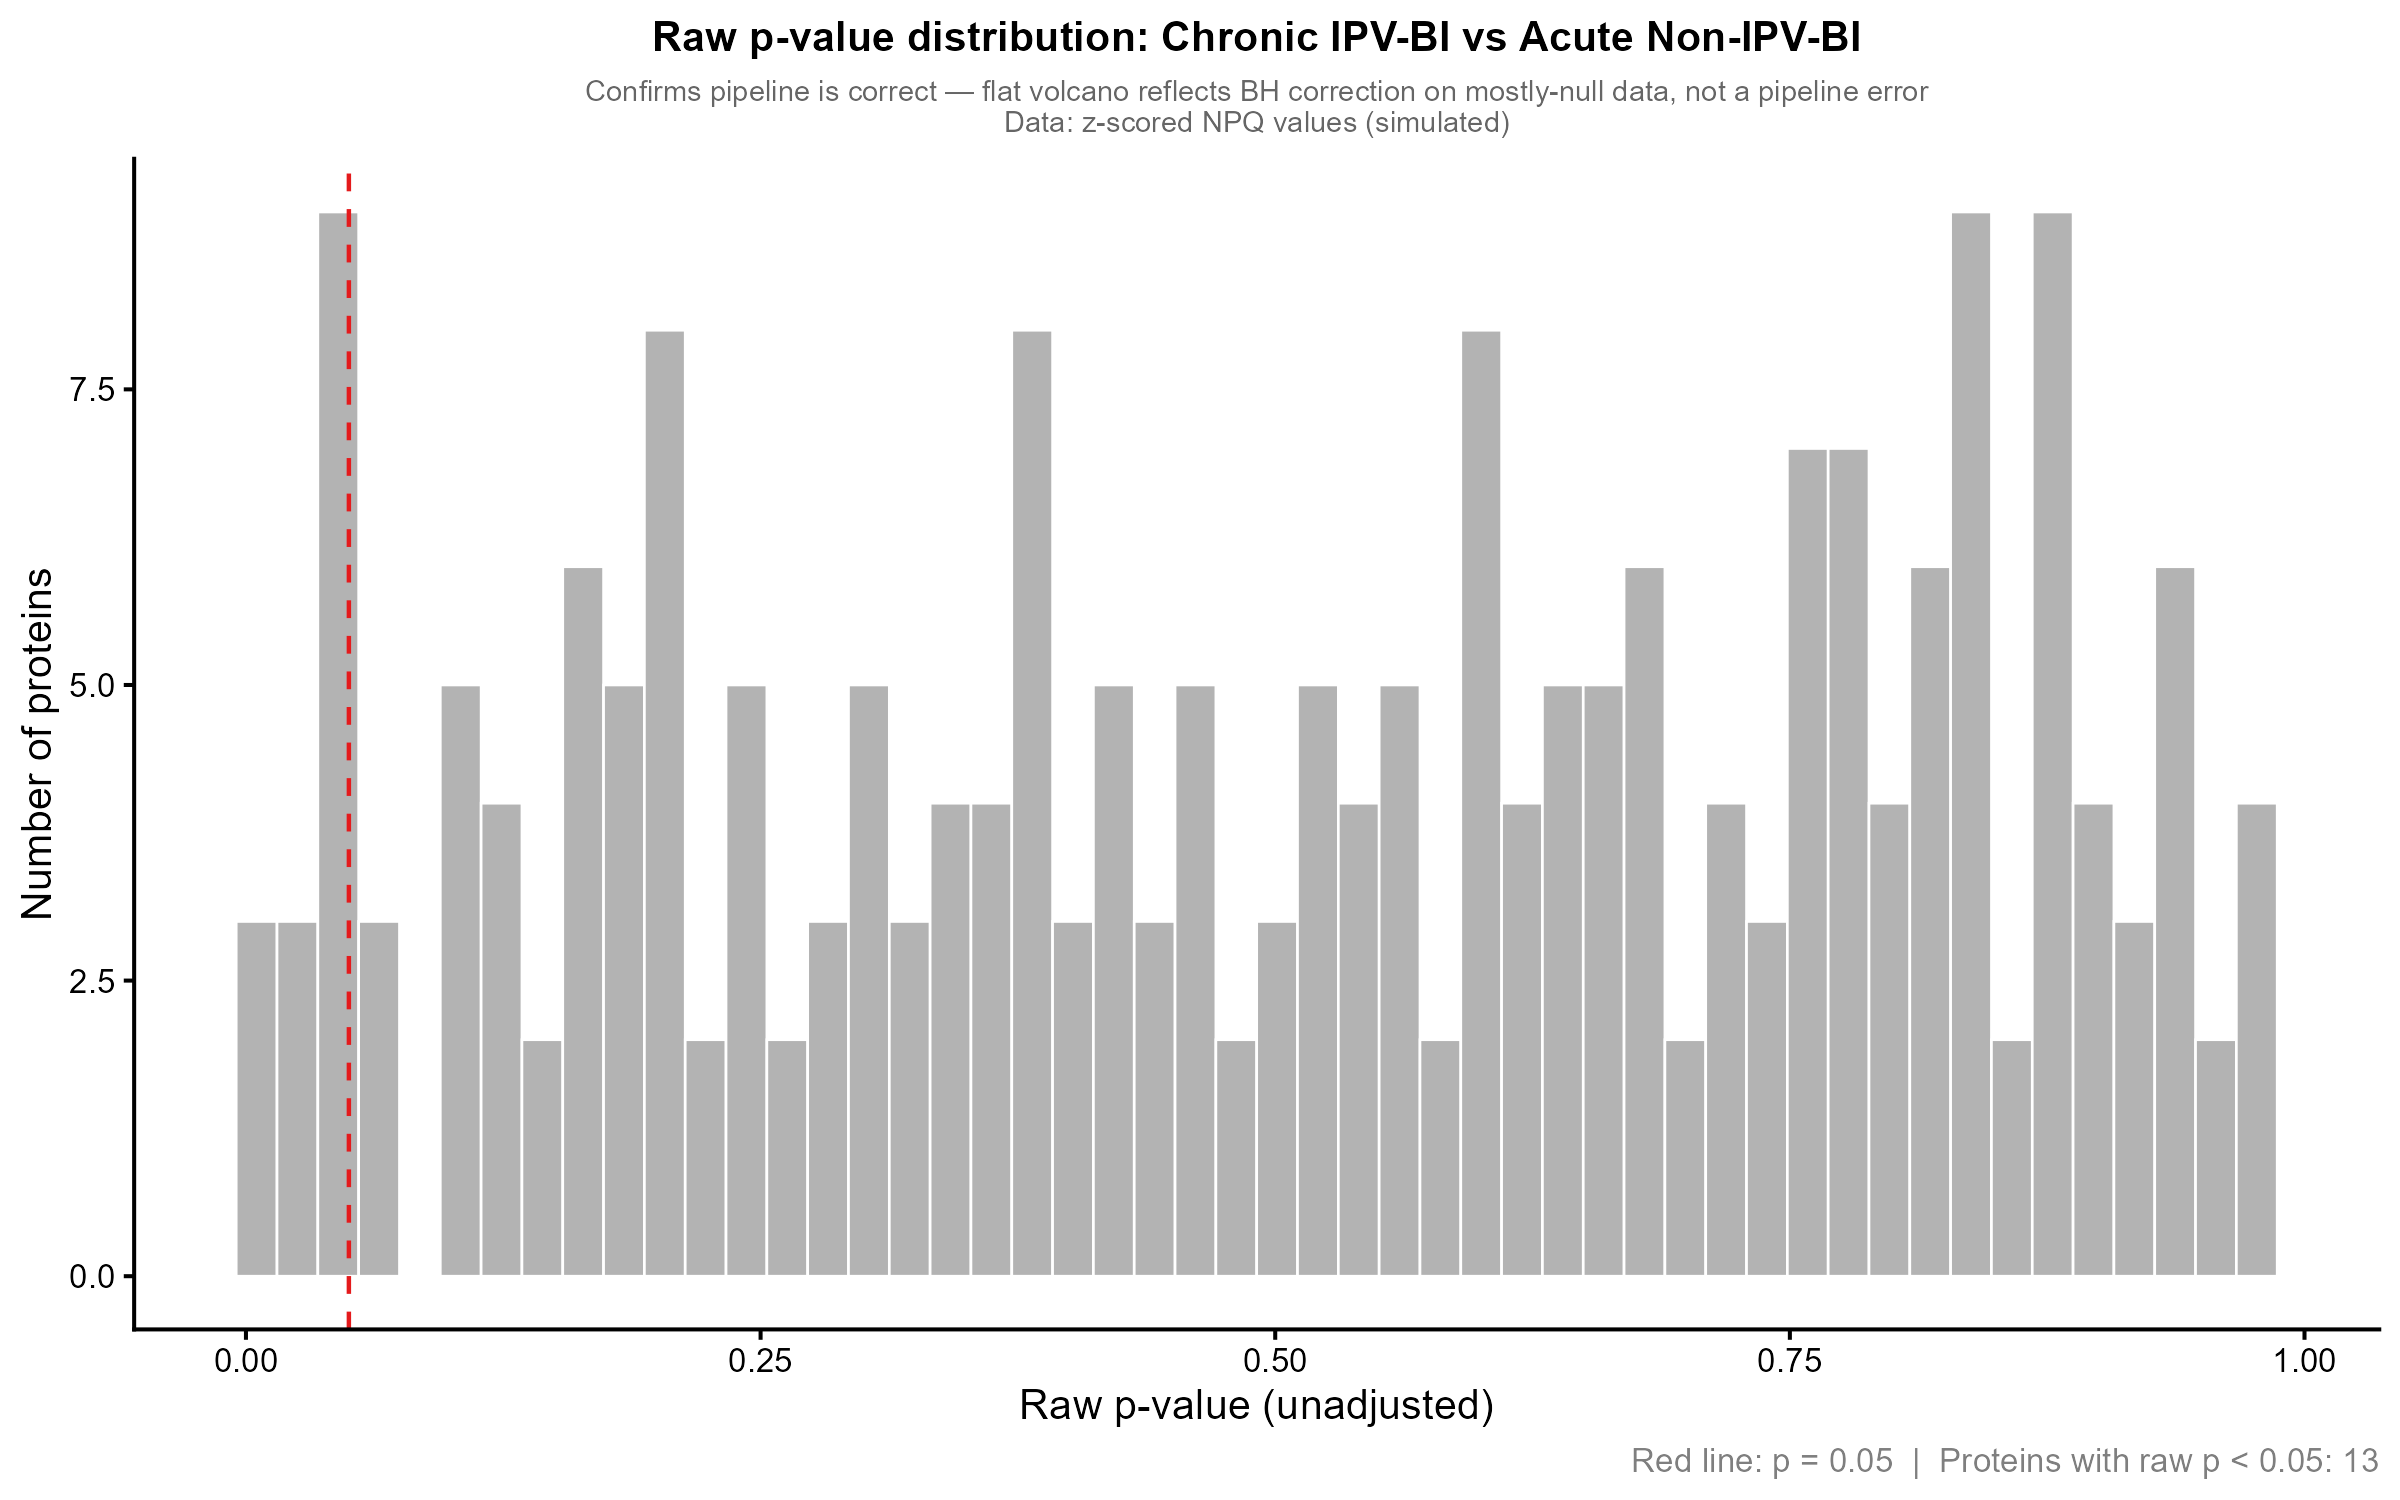 Raw p-value distribution: Chronic IPV-BI vs Acute Non-IPV-BI
Confirms pipeline is correct — flat volcano reflects BH correction on mostly-null data, not a pipeline error
Data: z-scored NPQ values (simulated)
Number of proteins
7.5
5.0
2.5
0.0
0.00 0.25 0.50 0.75 1.00
Raw p-value (unadjusted)
Red line: p = 0.05 | Proteins with raw p < 0.05: 13